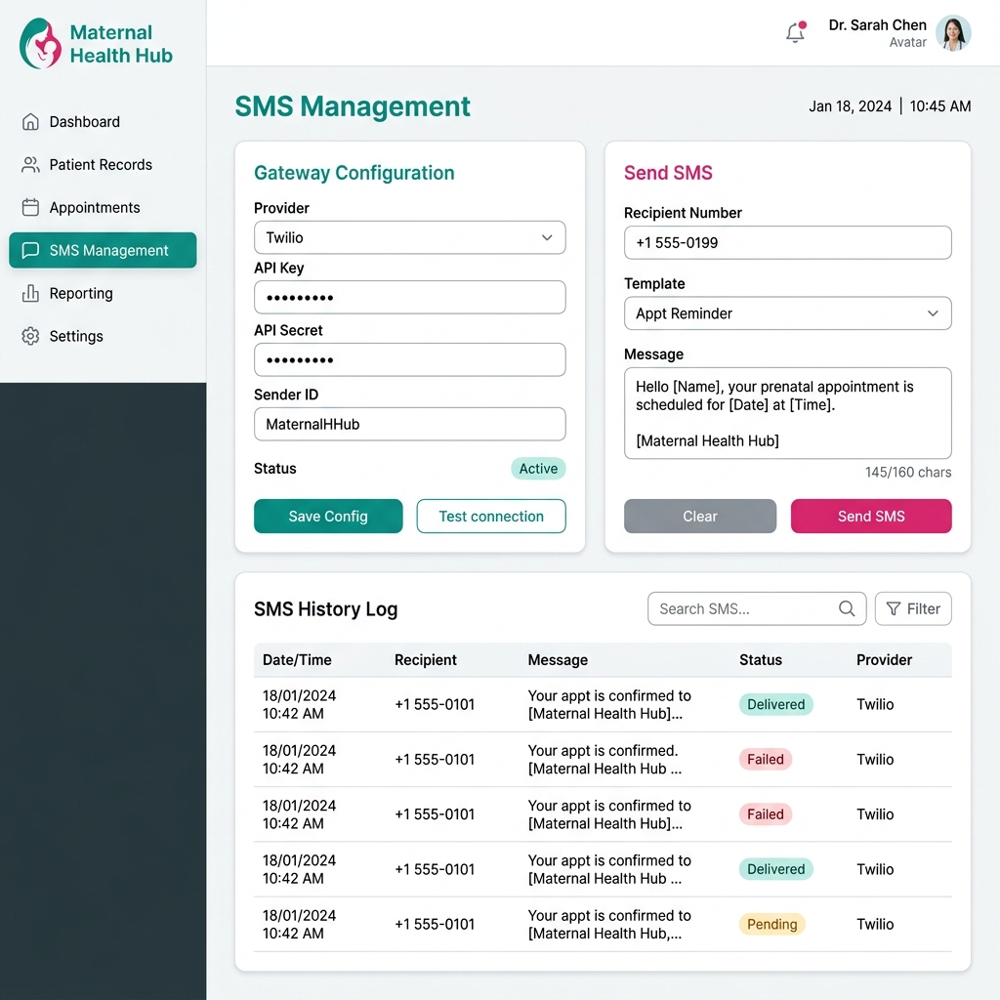 Maternal
Health Hub
Dr. Sarah Chen
Avatar
Dashboard
Patient Records
Appointments
SMS Management
Reporting
Settings
SMS Management
Jan 18, 2024 | 10:45 AM
Gateway Configuration
Provider
Twilio
API Key
•••••••••
API Secret
•••••••••
Sender ID
MaternalHHub
Status
Active
Save Config
Test connection
Send SMS
Recipient Number
+1 555-0199
Template
Appt Reminder
Message
Hello [Name], your prenatal appointment is
scheduled for [Date] at [Time].
[Maternal Health Hub]
145/160 chars
Clear
Send SMS
SMS History Log
Search SMS...
Filter
Date/Time Recipient Message Status Provider
18/01/2024
10:42 AM
+1 555-0101
Your appt is confirmed to
[Maternal Health Hub]...
Delivered
Twilio
18/01/2024
10:42 AM
+1 555-0101
Your appt is confirmed.
[Maternal Health Hub ...
Failed
Twilio
18/01/2024
10:42 AM
+1 555-0101
Your appt is confirmed to
[Maternal Health Hub]...
Failed
Twilio
18/01/2024
10:42 AM
+1 555-0101
Your appt is confirmed to
[Maternal Health Hub ...
Delivered
Twilio
18/01/2024
10:42 AM
+1 555-0101
Your appt is confirmed to
[Maternal Health Hub,...
Pending
Twilio